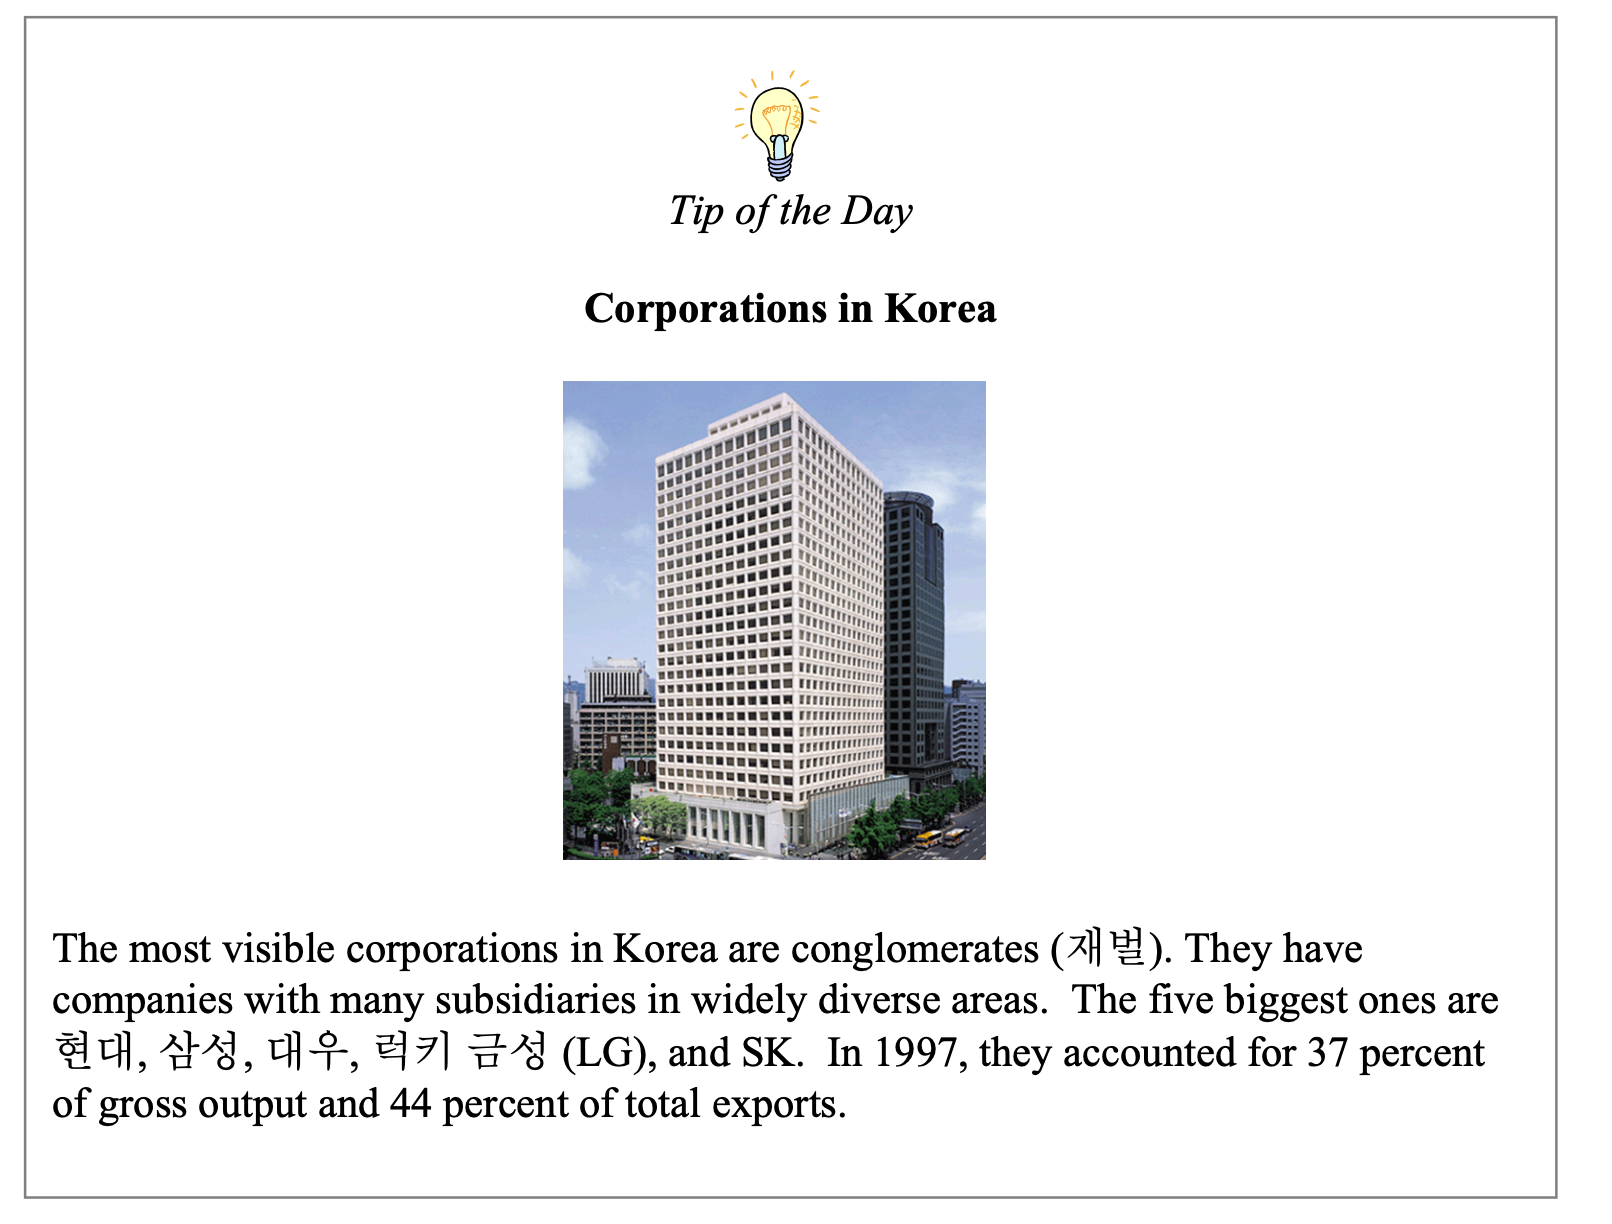 Tip of the Day
Corporations in Korea
The most visible corporations in Korea are conglomerates (재벌). They have
companies with many subsidiaries in widely diverse areas.  The five biggest ones are
현대, 삼성, 대우, 럭키 금성 (LG), and SK.  In 1997, they accounted for 37 percent
of gross output and 44 percent of total exports.